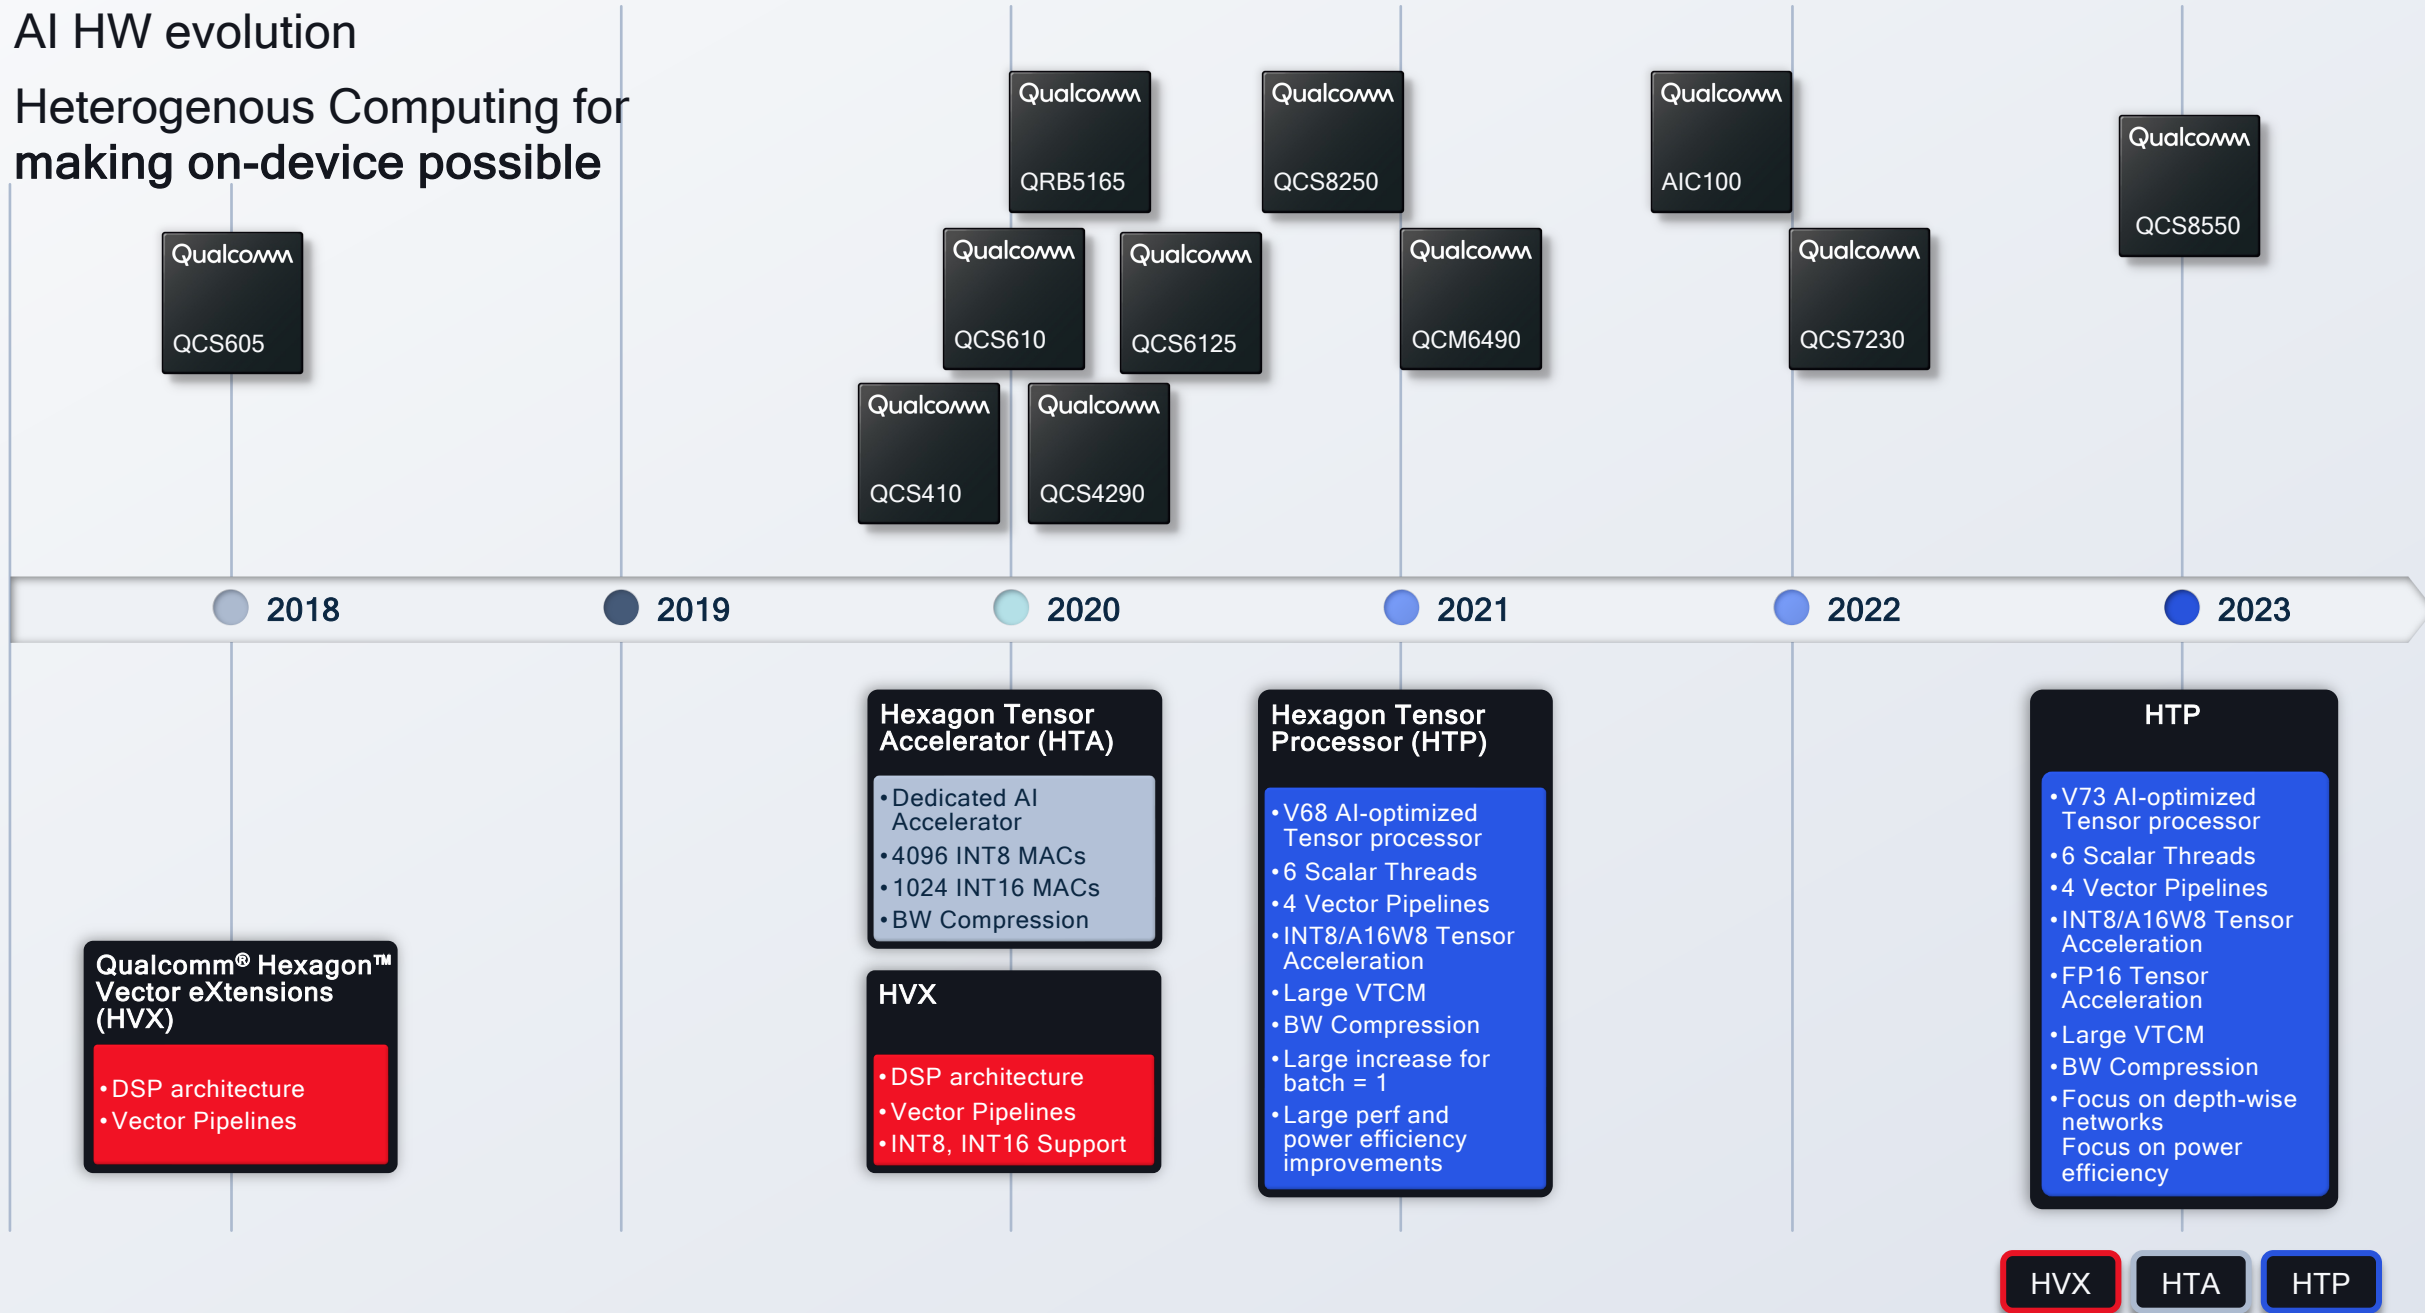 AI HW evolution
Heterogenous Computing for
making on-device possible
Qualcomm
QRB5165
Qualcomm
QCS8250
Qualcomm
AIC100
Qualcomm
QCS8550
Qualcomm
QCS605
Qualcomm
QCS610
Qualcomm
QCS6125
Qualcomm
QCM6490
Qualcomm
QCS7230
Qualcomm
QCS410
Qualcomm
QCS4290
2018
2019
2020
2021
2022
2023
Qualcomm® Hexagon™
Vector eXtensions
(HVX)
• DSP architecture
• Vector Pipelines
Hexagon Tensor
Accelerator (HTA)
• Dedicated AI
Accelerator
• 4096 INT8 MACs
• 1024 INT16 MACs
• BW Compression
HVX
• DSP architecture
• Vector Pipelines
• INT8, INT16 Support
Hexagon Tensor
Processor (HTP)
• V68 AI-optimized
Tensor processor
• 6 Scalar Threads
• 4 Vector Pipelines
• INT8/A16W8 Tensor
Acceleration
• Large VTCM
• BW Compression
• Large increase for
batch = 1
• Large perf and
power efficiency
improvements
HTP
• V73 AI-optimized
Tensor processor
• 6 Scalar Threads
• 4 Vector Pipelines
• INT8/A16W8 Tensor
Acceleration
• FP16 Tensor
Acceleration
• Large VTCM
• BW Compression
• Focus on depth-wise
networks
Focus on power
efficiency
HVX
HTA
HTP